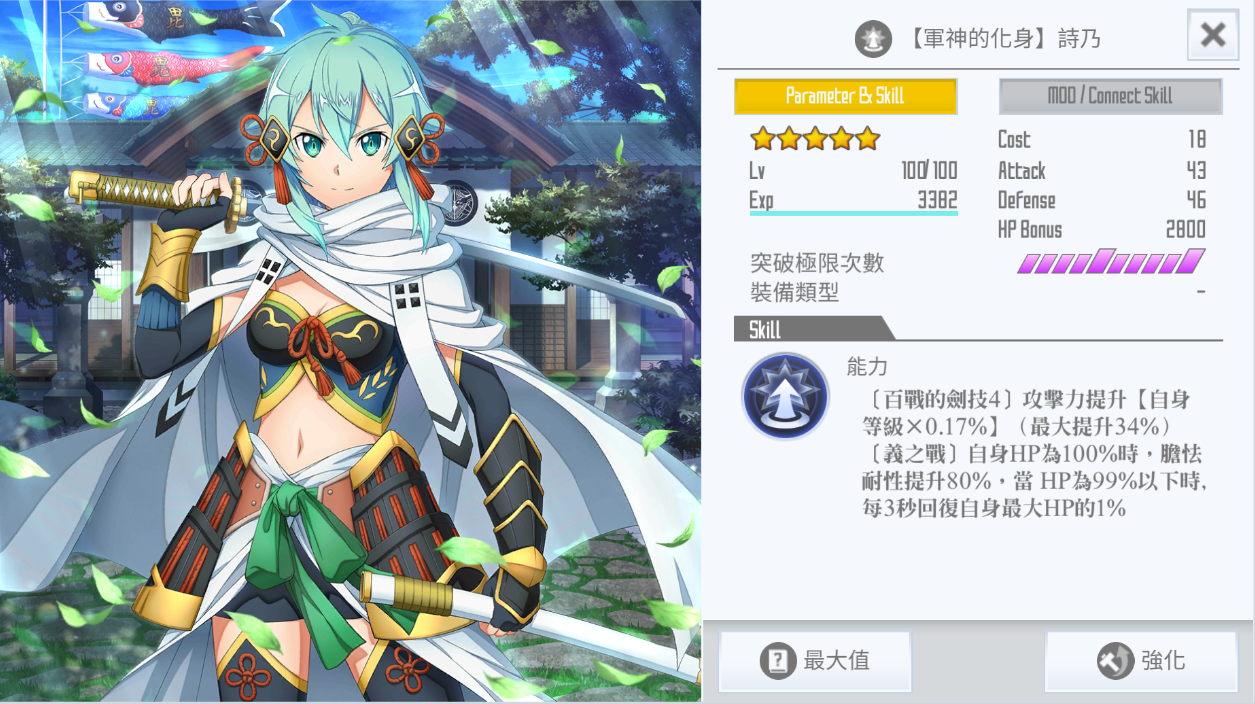 毘
毘
毘
【軍神的化身】詩乃
Parameter & Skill
MOD / Connect Skill
Lv 100/100
Exp 3382
Cost 18
Attack 43
Defense 46
HP Bonus 2800
突破極限次數
裝備類型 -
Skill
能力
〔百戰的劍技4〕攻擊力提升【自身
等級×0.17%】（最大提升34%）
〔義之戰〕自身HP為100%時，膽怯
耐性提升80%，當 HP為99%以下時,
每3秒回復自身最大HP的1%
? 最大值
強化